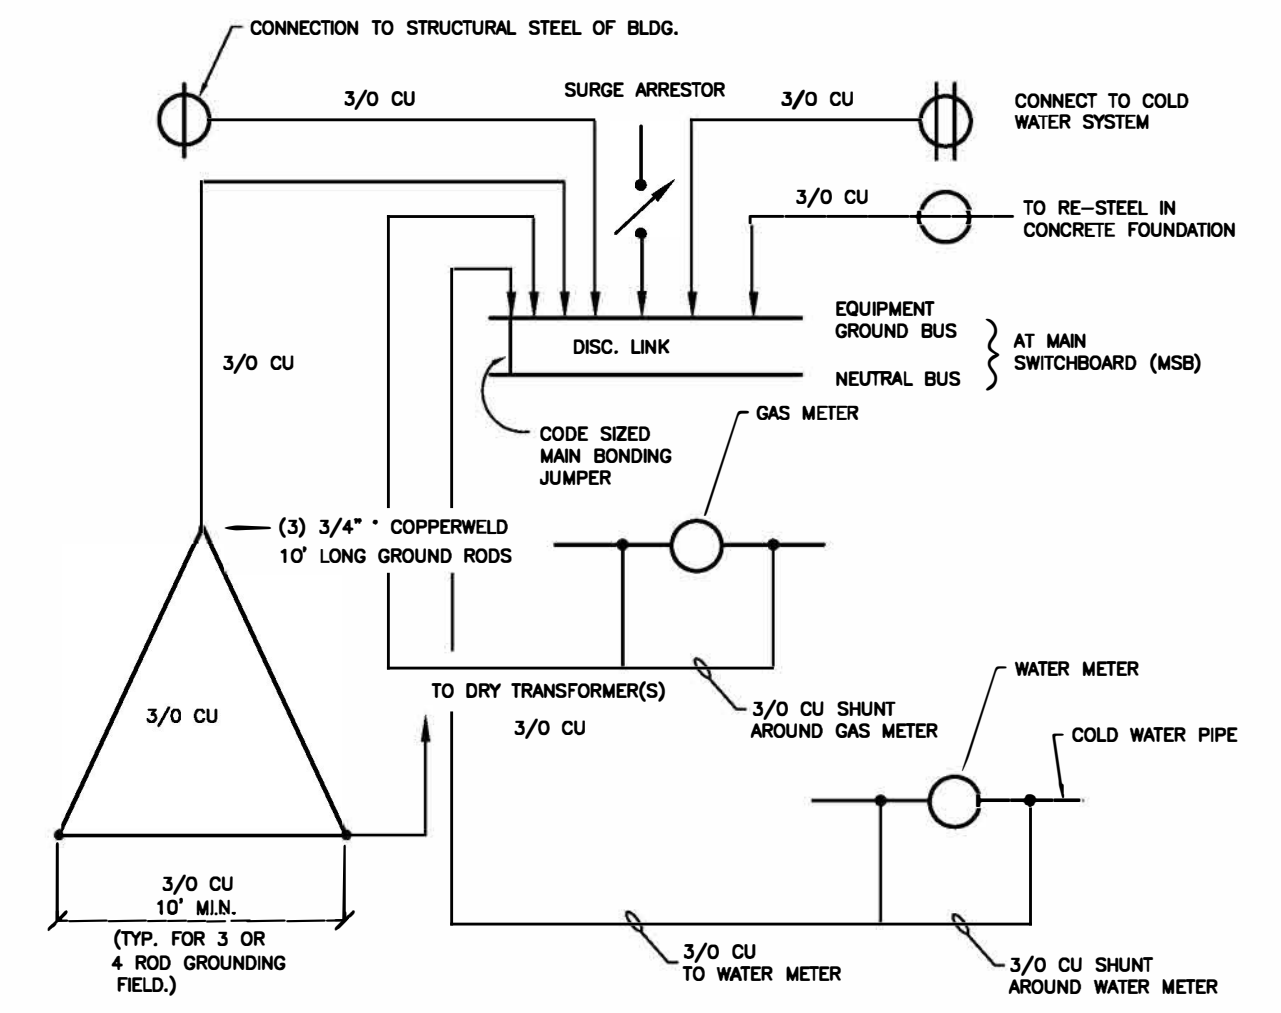 CONNECTION TO STRUCTURAL STEEL OF BLDG.
3/0 CU
SURGE ARRESTOR
3/0 CU
CONNECT TO COLD
WATER SYSTEM
3/0 CU
TO RE-STEEL IN
CONCRETE FOUNDATION
EQUIPMENT
GROUND BUS
DISC. LINK
NEUTRAL BUS
AT MAIN
SWITCHBOARD (MSB)
3/0 CU
GAS METER
CODE SIZED
MAIN BONDING
JUMPER
(3) 3/4" ° COPPERWELD
10' LONG GROUND RODS
WATER METER
TO DRY TRANSFORMER(S)
3/0 CU
3/0 CU SHUNT
AROUND GAS METER
3/0 CU
COLD WATER PIPE
3/0 CU
10' MIN.
(TYP. FOR 3 OR
4 ROD GROUNDING
FIELD.)
3/0 CU
TO WATER METER
3/0 CU SHUNT
AROUND WATER METER